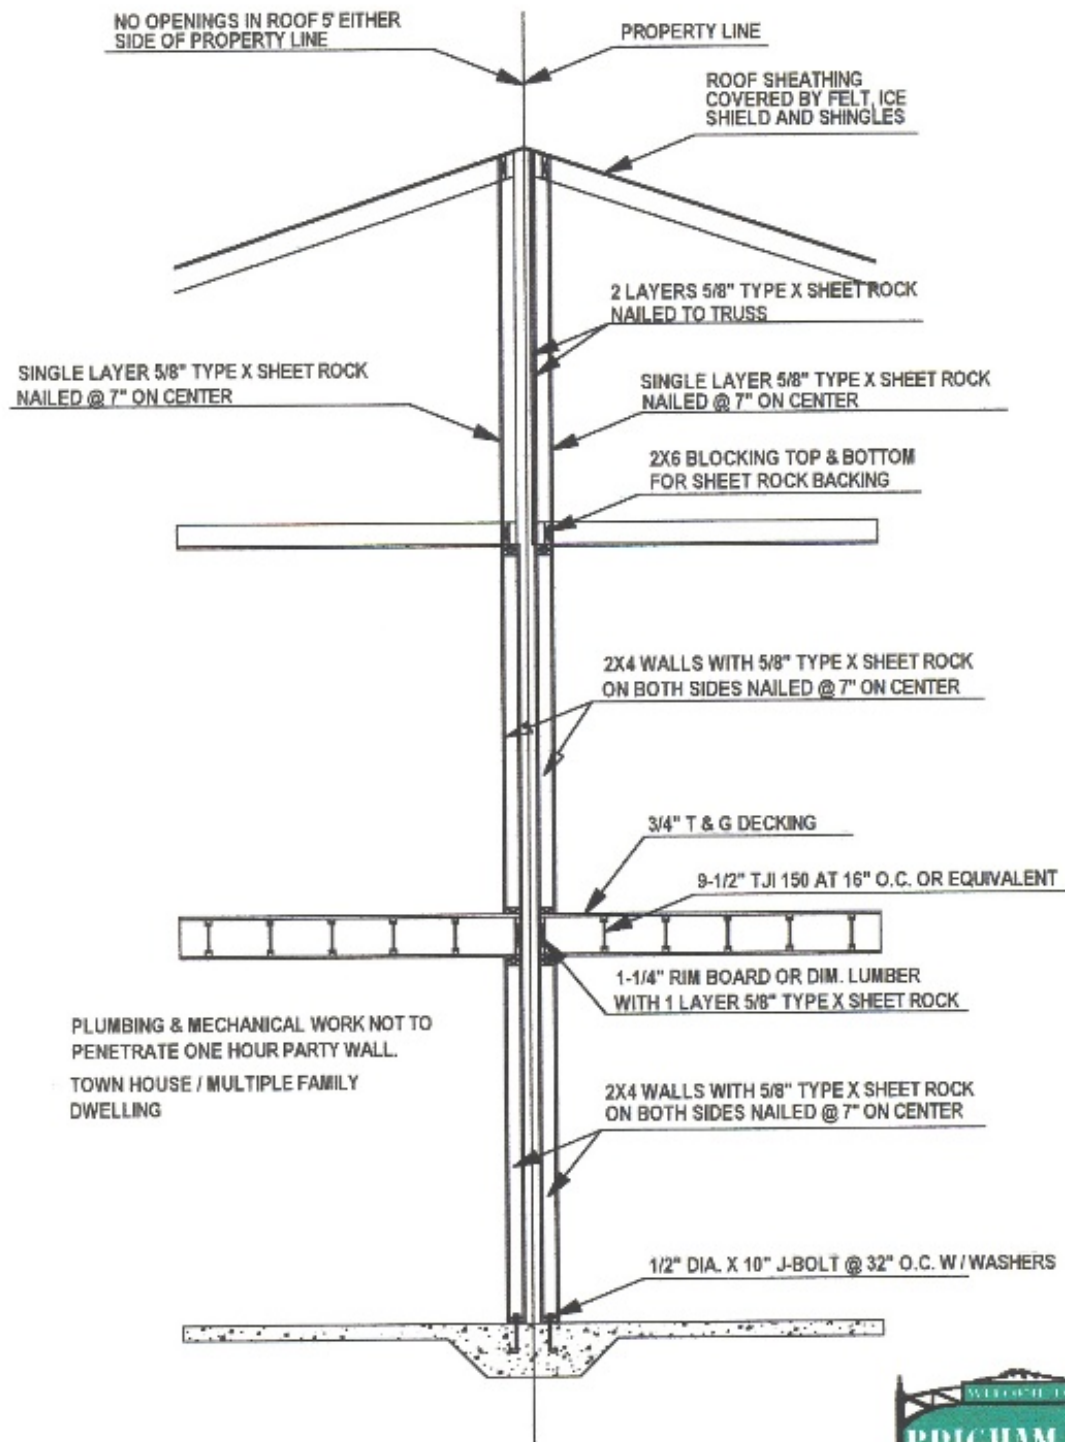 NO OPENINGS IN ROOF 5' EITHER
SIDE OF PROPERTY LINE
PROPERTY LINE
ROOF SHEATHING
COVERED BY FELT, ICE
SHIELD AND SHINGLES
2 LAYERS 5/8" TYPE X SHEET ROCK
NAILED TO TRUSS
SINGLE LAYER 5/8" TYPE X SHEET ROCK
NAILED @ 7" ON CENTER
SINGLE LAYER 5/8" TYPE X SHEET ROCK
NAILED @ 7" ON CENTER
2X6 BLOCKING TOP & BOTTOM
FOR SHEET ROCK BACKING
2X4 WALLS WITH 5/8" TYPE X SHEET ROCK
ON BOTH SIDES NAILED @ 7" ON CENTER
3/4" T & G DECKING
9-1/2" TJI 150 AT 16" O.C. OR EQUIVALENT
1-1/4" RIM BOARD OR DIM. LUMBER
WITH 1 LAYER 5/8" TYPE X SHEET ROCK
PLUMBING & MECHANICAL WORK NOT TO
PENETRATE ONE HOUR PARTY WALL.
TOWN HOUSE / MULTIPLE FAMILY
DWELLING
2X4 WALLS WITH 5/8" TYPE X SHEET ROCK
ON BOTH SIDES NAILED @ 7" ON CENTER
1/2" DIA. X 10" J-BOLT @ 32" O.C. W / WASHERS
WELCOME
BRIGHAM